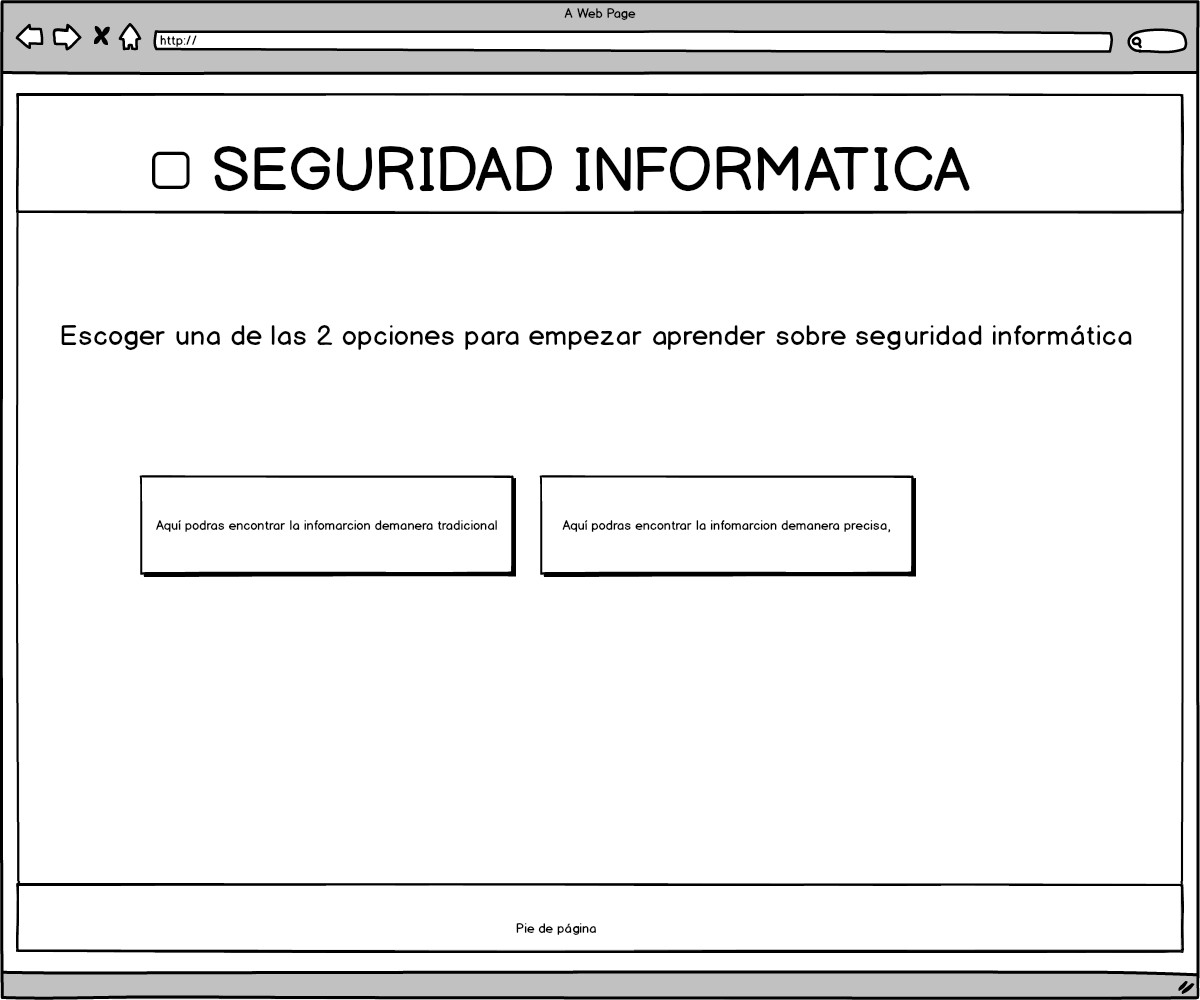 A Web Page
http://
SEGURIDAD INFORMATICA
Escoger una de las 2 opciones para empezar aprender sobre seguridad informática
Aquí podras encontrar la infomarcion demanera tradicional
Aquí podras encontrar la infomarcion demanera precisa,
Pie de página